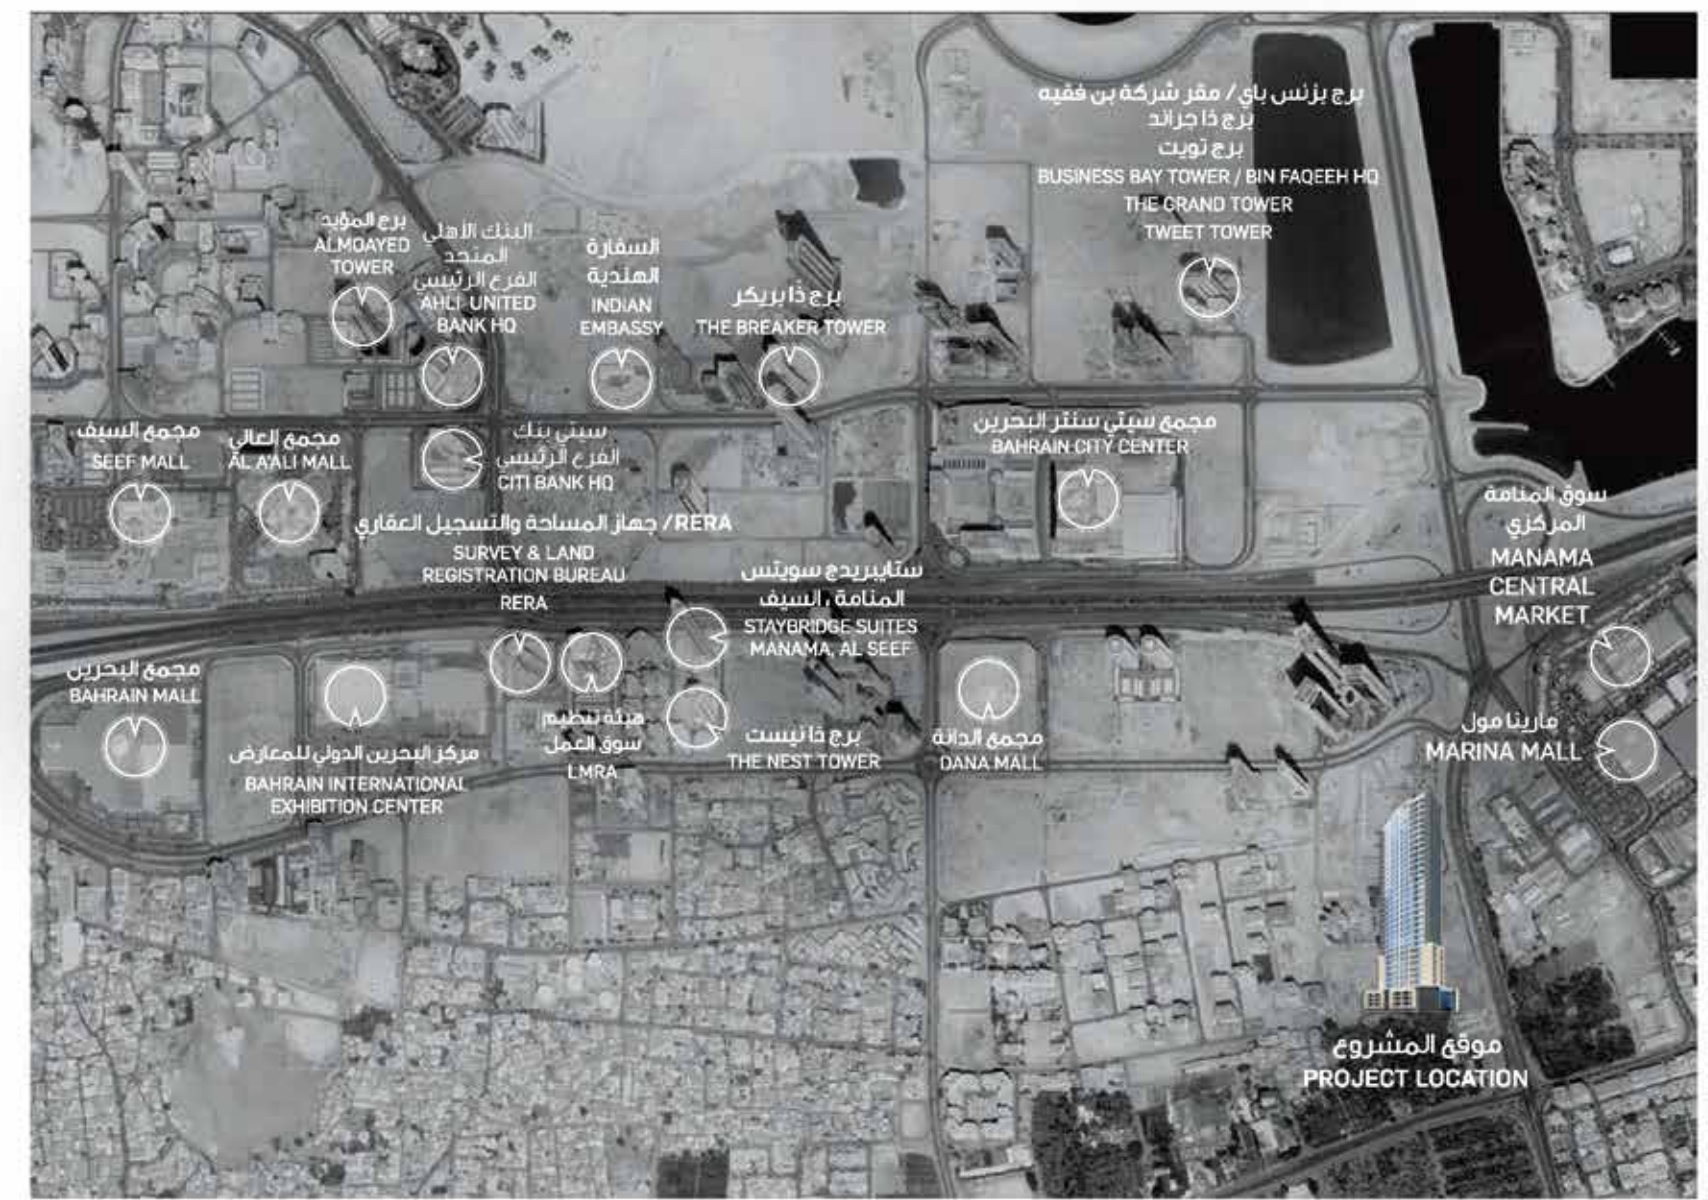 برج بزنس باي / مقر شركة بن فقيه
برج ذا جراند
برج تويت
BUSINESS BAY TOWER / BIN FAQEEH HQ
THE GRAND TOWER
TWEET TOWER
برج المؤيد
ALMOAYED
TOWER
البنك الأهلي
المتحد
الفرع الرئيسي
AHLI UNITED
BANK HQ
السفارة
الهندية
INDIAN
EMBASSY
برج ذا بريكر
THE BREAKER TOWER
مجمع السيف
SEEF MALL
مجمع العالي
AL A'ALI MALL
سيتي بنك
الفرع الرئيسي
CITI BANK HQ
مجمع سيتي سنتر البحرين
BAHRAIN CITY CENTER
سوق المنامة
المركزي
MANAMA
CENTRAL
MARKET
RERA/ جهاز المساحة والتسجيل العقاري
SURVEY & LAND
REGISTRATION BUREAU
RERA
ستايبريدج سويتس
المنامة، السيف
STAYBRIDGE SUITES
MANAMA, AL SEEF
مجمع البحرين
BAHRAIN MALL
مركز البحرين الدولي للمعارض
BAHRAIN INTERNATIONAL
EXHIBITION CENTER
هيئة تنظيم
سوق العمل
LMRA
برج ذا نيست
THE NEST TOWER
مجمع الدانة
DANA MALL
مارينا مول
MARINA MALL
موقع المشروع
PROJECT LOCATION